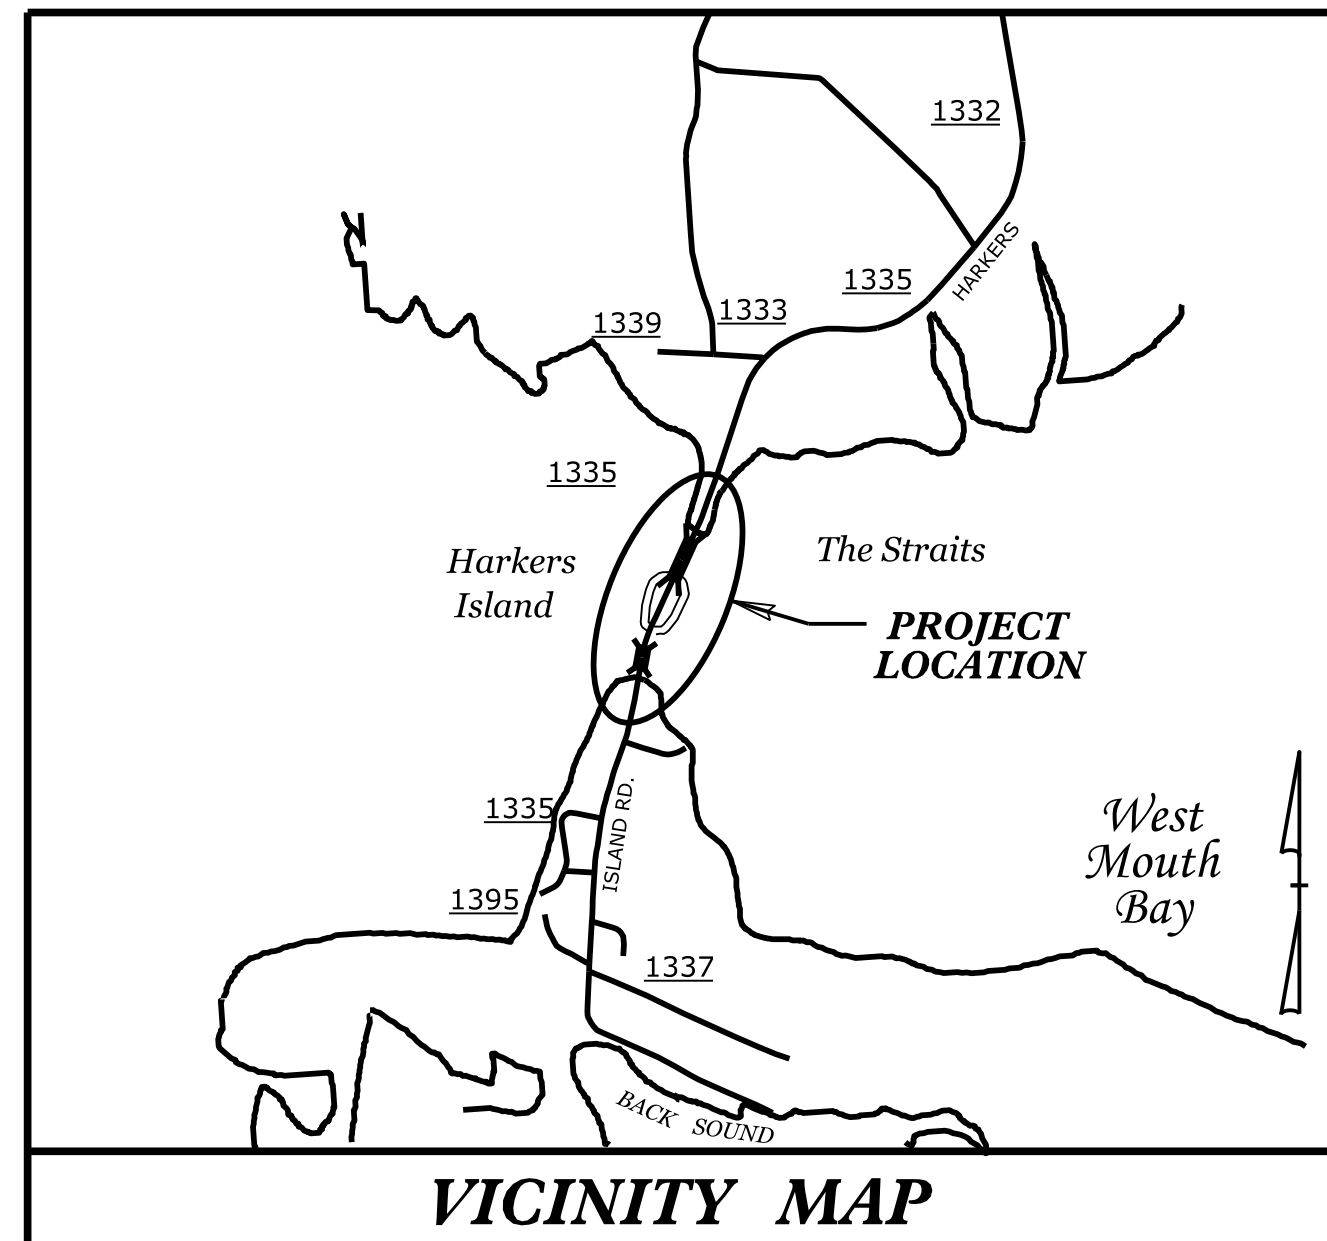 1332
HARKERS
1335
1333
1339
1335
Harkers
Island
The Straits
PROJECT
LOCATION
1335
ISLAND RD.
West
Mouth
Bay
1395
1337
BACK SOUND
VICINITY MAP